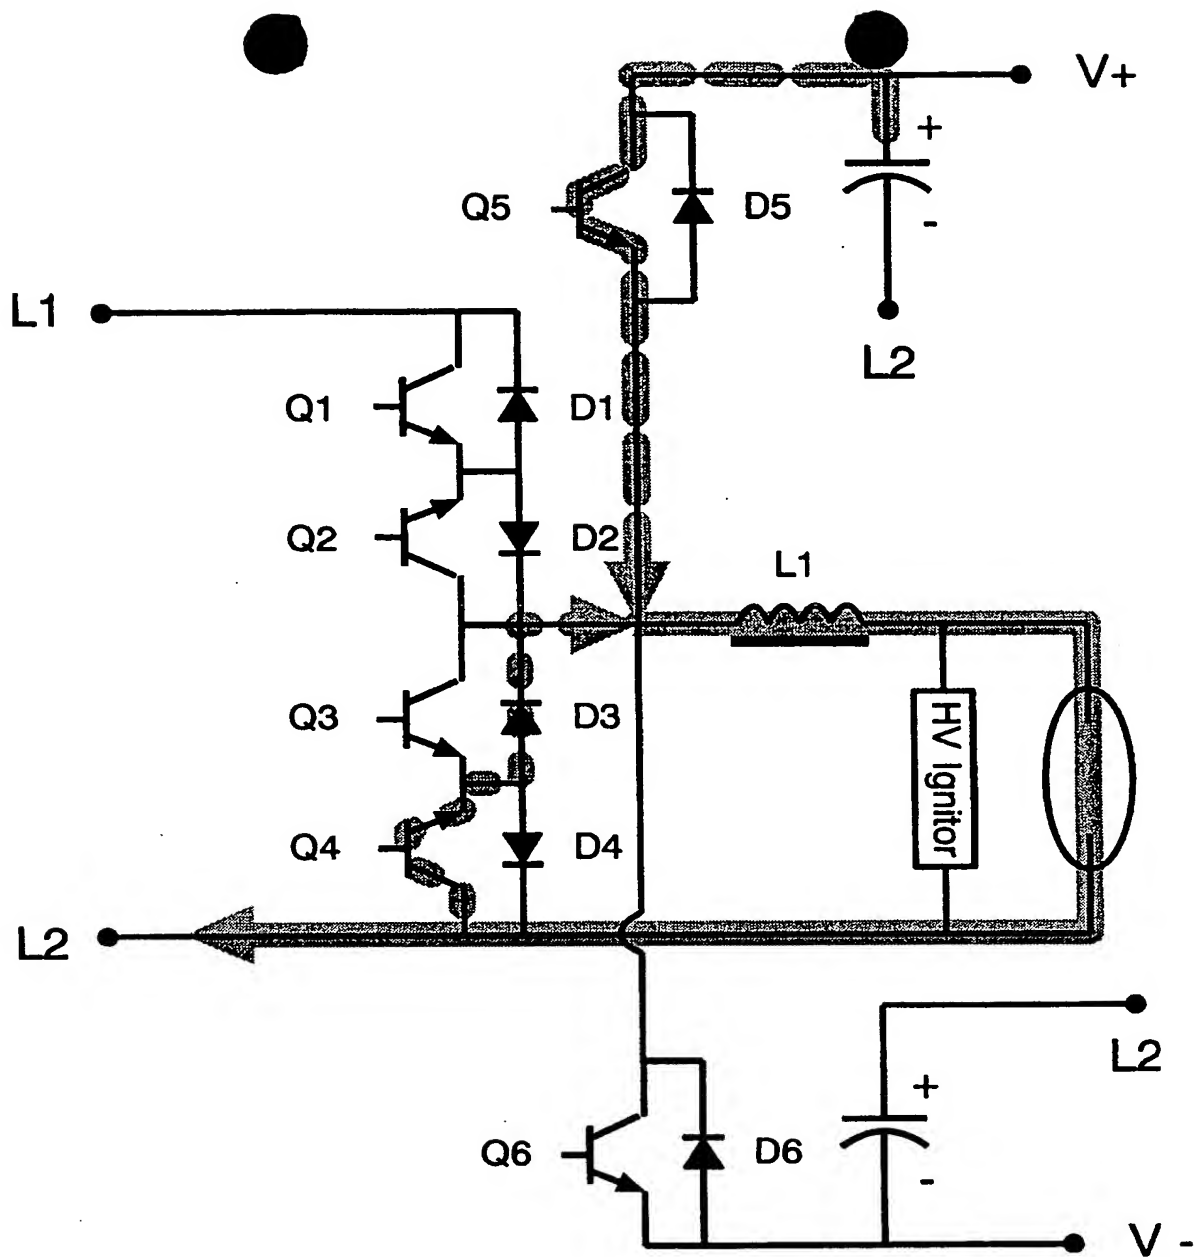 V+
+
Q5
D5
-
L1
L2
Q1
D1
Q2
D2
L1
Q3
D3
HV Ignitor
Q4
D4
L2
L2
+
Q6
D6
-
V -